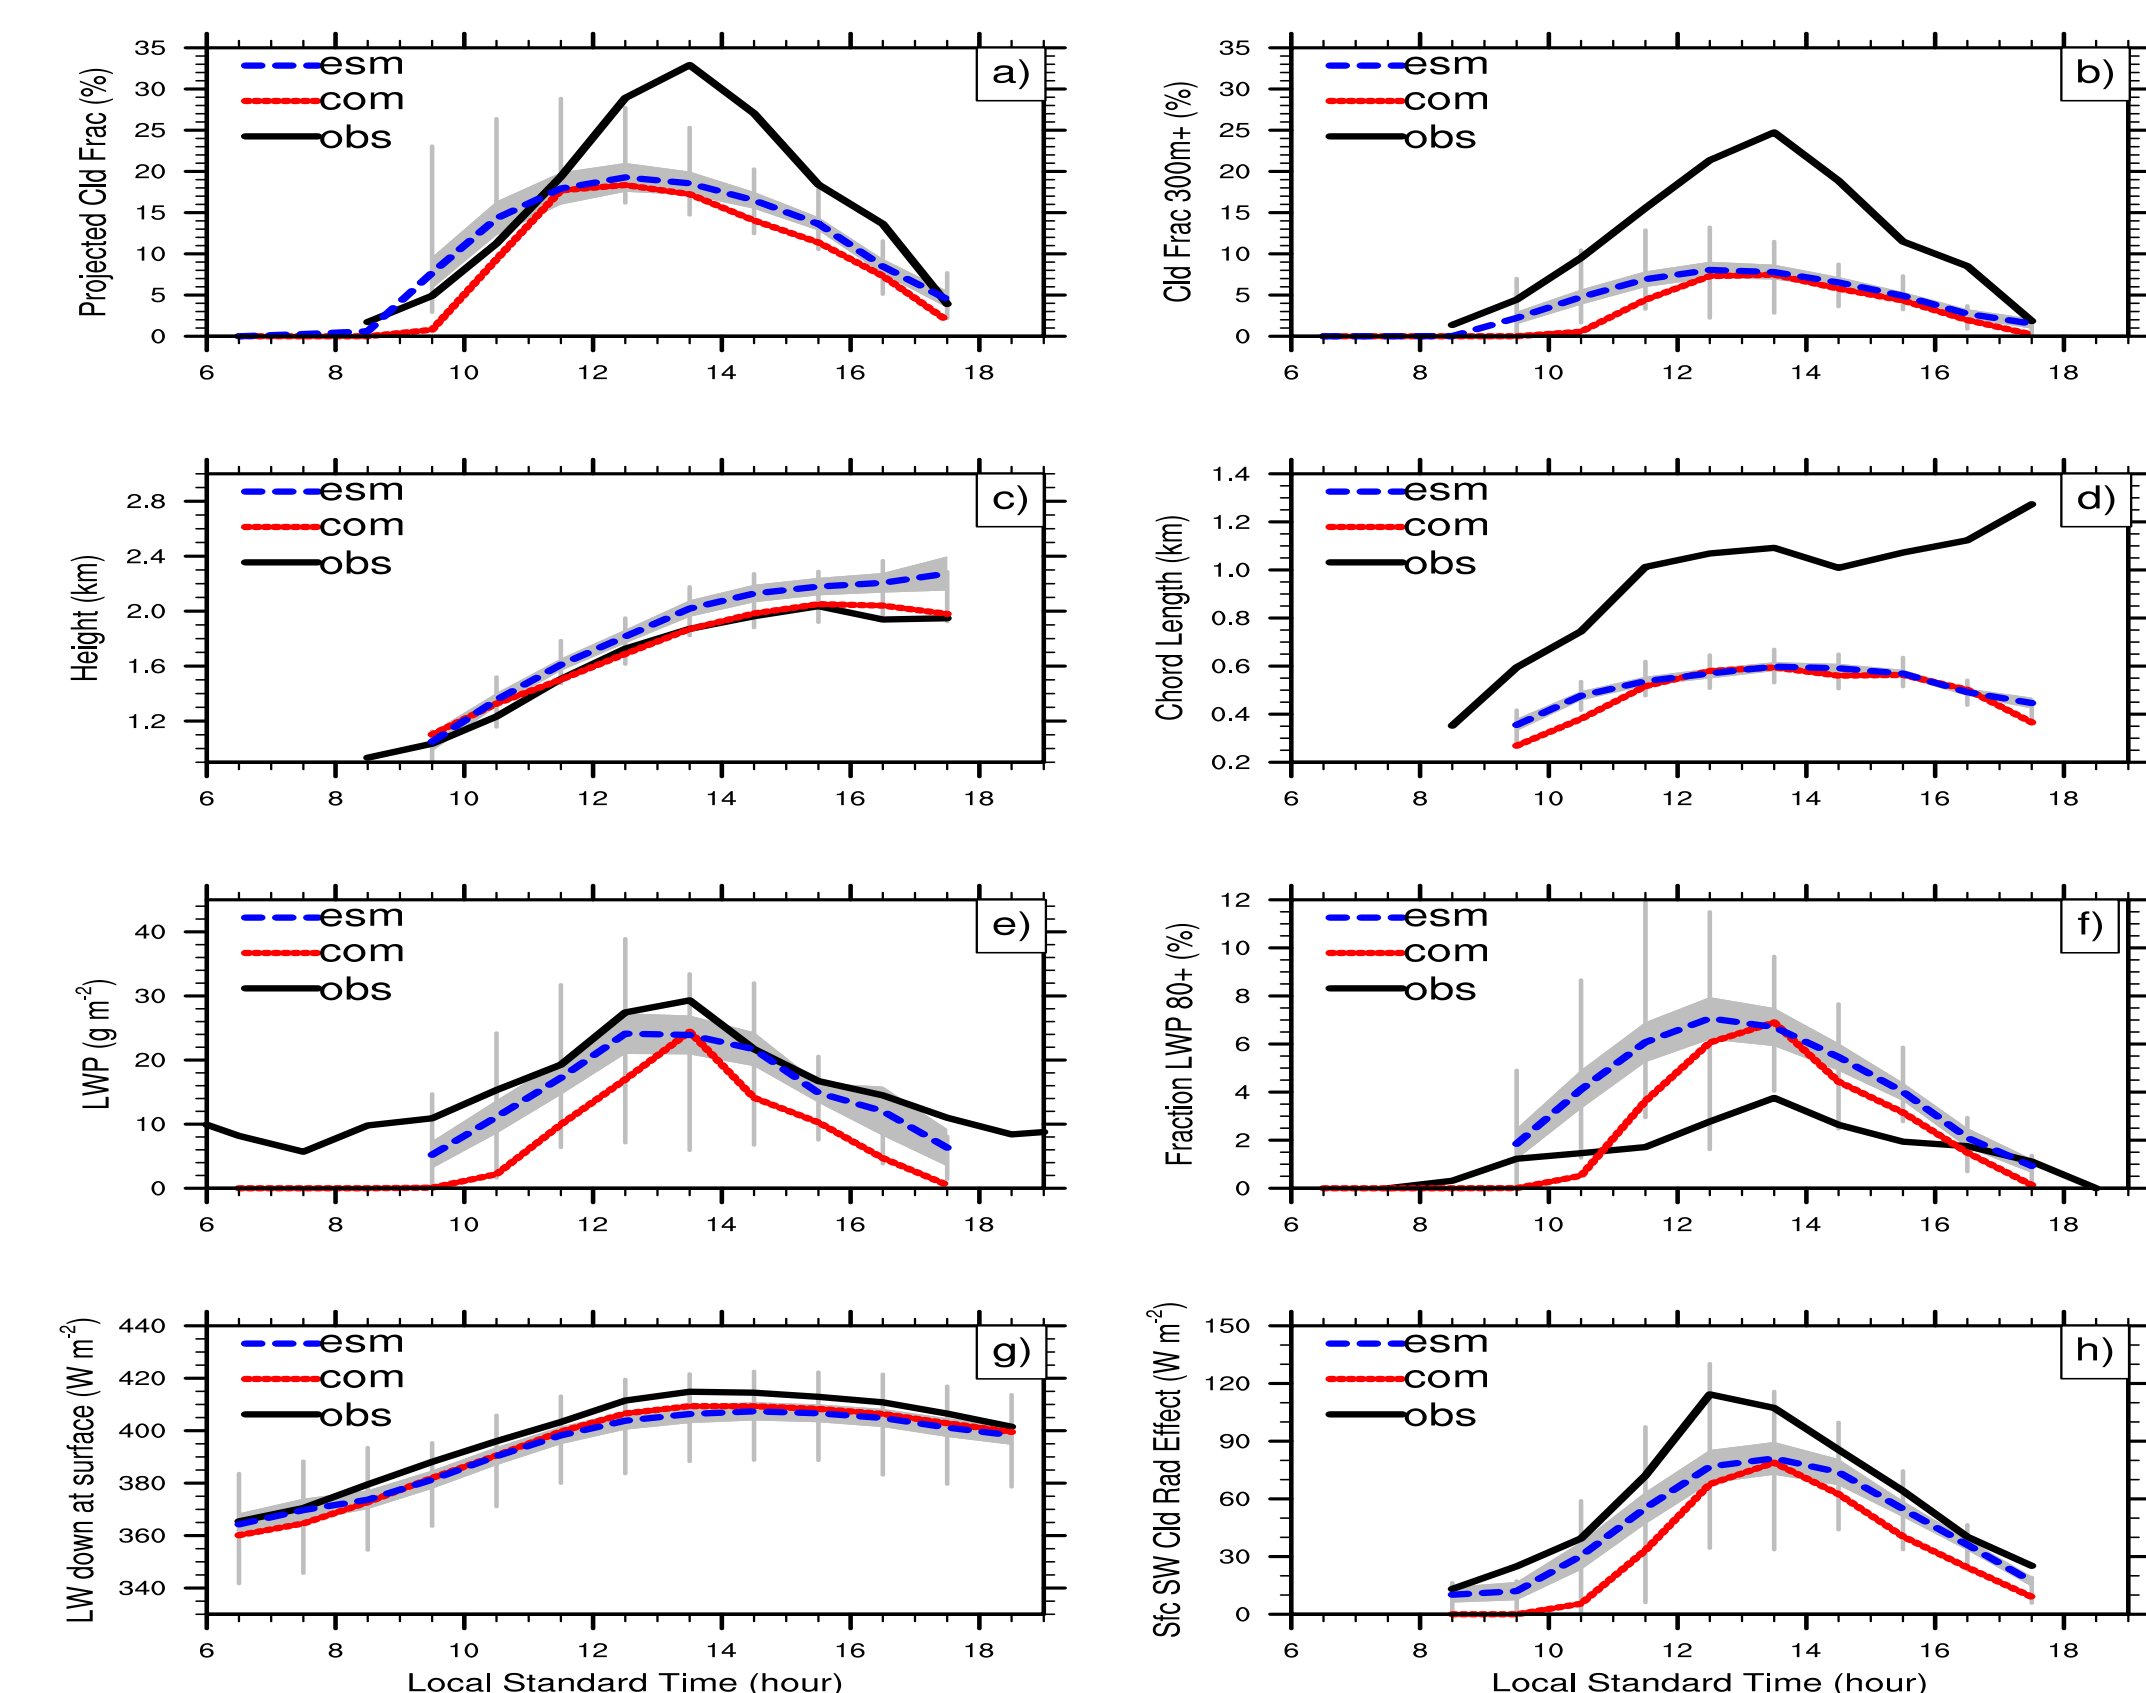 Projected Cld Frac (%)
35
30
25
20
15
10
5
0
esm
com
obs
a)
6 8 10 12 14 16 18
Cld Frac 300m+ (%)
35
30
25
20
15
10
5
0
esm
com
obs
b)
6 8 10 12 14 16 18
Height (km)
2.8
2.4
2.0
1.6
1.2
esm
com
obs
c)
6 8 10 12 14 16 18
Chord Length (km)
1.4
1.2
1.0
0.8
0.6
0.4
0.2
esm
com
obs
d)
6 8 10 12 14 16 18
LWP (g m-2)
40
30
20
10
0
esm
com
obs
e)
6 8 10 12 14 16 18
Fraction LWP 80+ (%)
12
10
8
6
4
2
0
esm
com
obs
f)
6 8 10 12 14 16 18
LW down at surface (W m-2)
440
420
400
380
360
340
esm
com
obs
g)
6 8 10 12 14 16 18
Local Standard Time (hour)
Sfc SW Cld Rad Effect (W m-2)
150
120
90
60
30
0
esm
com
obs
h)
6 8 10 12 14 16 18
Local Standard Time (hour)